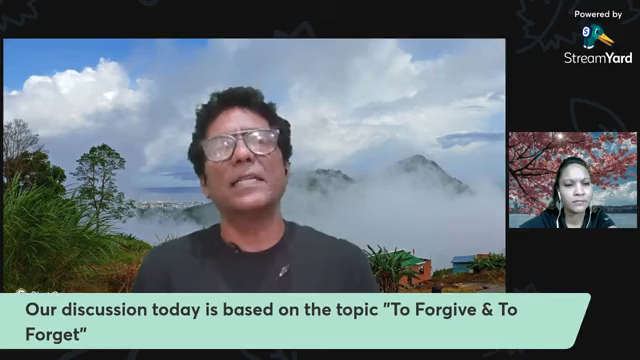 Powered by
StreamYard
Our discussion today is based on the topic "To Forgive & To
Forget"